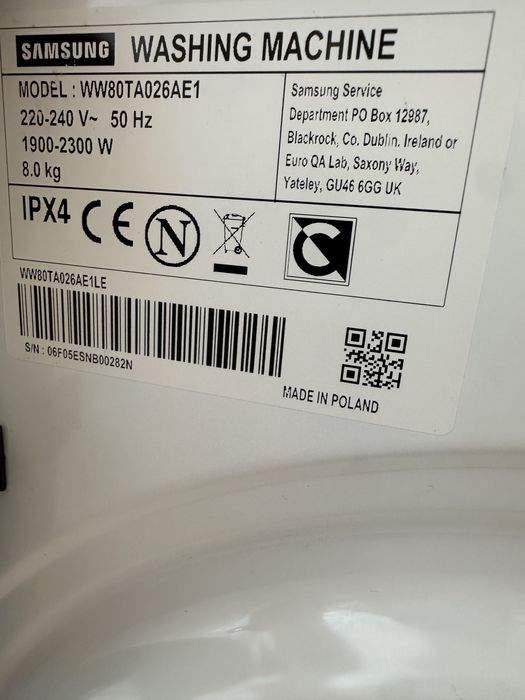 SAMSUNG WASHING MACHINE
MODEL : WW80TA026AE1
220-240 V~ 50 Hz
1900-2300 W
8.0 kg
Samsung Service
Department PO Box 12987,
Blackrock, Co. Dublin. Ireland or
Euro QA Lab, Saxony Way,
Yateley, GU46 6GG UK
IPX4 CE N
WW80TA026AE1LE
S/N : 06F05ESNB00282N
MADE IN POLAND